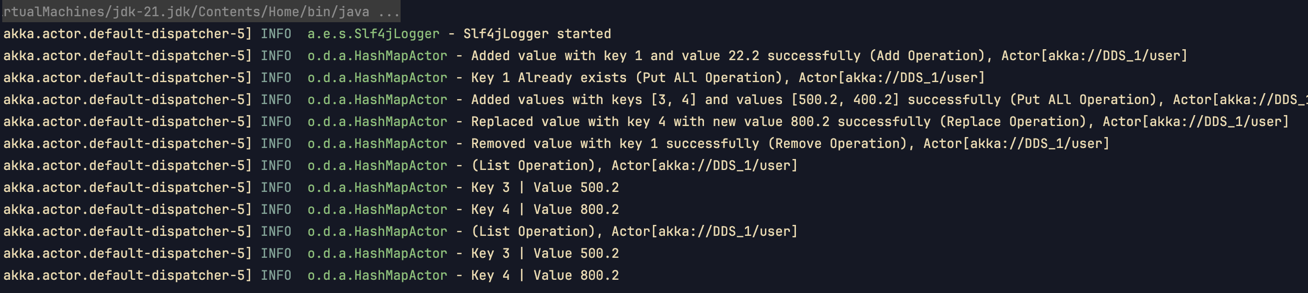 rtualMachines/jdk-21.jdk/Contents/Home/bin/java ...
akka.actor.default-dispatcher-5] INFO  a.e.s.Slf4jLogger - Slf4jLogger started
akka.actor.default-dispatcher-5] INFO  o.d.a.HashMapActor - Added value with key 1 and value 22.2 successfully (Add Operation), Actor[akka://DDS_1/user]
akka.actor.default-dispatcher-5] INFO  o.d.a.HashMapActor - Key 1 Already exists (Put ALl Operation), Actor[akka://DDS_1/user]
akka.actor.default-dispatcher-5] INFO  o.d.a.HashMapActor - Added values with keys [3, 4] and values [500.2, 400.2] successfully (Put ALl Operation), Actor[akka://DDS_1
akka.actor.default-dispatcher-5] INFO  o.d.a.HashMapActor - Replaced value with key 4 with new value 800.2 successfully (Replace Operation), Actor[akka://DDS_1/user]
akka.actor.default-dispatcher-5] INFO  o.d.a.HashMapActor - Removed value with key 1 successfully (Remove Operation), Actor[akka://DDS_1/user]
akka.actor.default-dispatcher-5] INFO  o.d.a.HashMapActor - (List Operation), Actor[akka://DDS_1/user]
akka.actor.default-dispatcher-5] INFO  o.d.a.HashMapActor - Key 3 | Value 500.2
akka.actor.default-dispatcher-5] INFO  o.d.a.HashMapActor - Key 4 | Value 800.2
akka.actor.default-dispatcher-5] INFO  o.d.a.HashMapActor - (List Operation), Actor[akka://DDS_1/user]
akka.actor.default-dispatcher-5] INFO  o.d.a.HashMapActor - Key 3 | Value 500.2
akka.actor.default-dispatcher-5] INFO  o.d.a.HashMapActor - Key 4 | Value 800.2